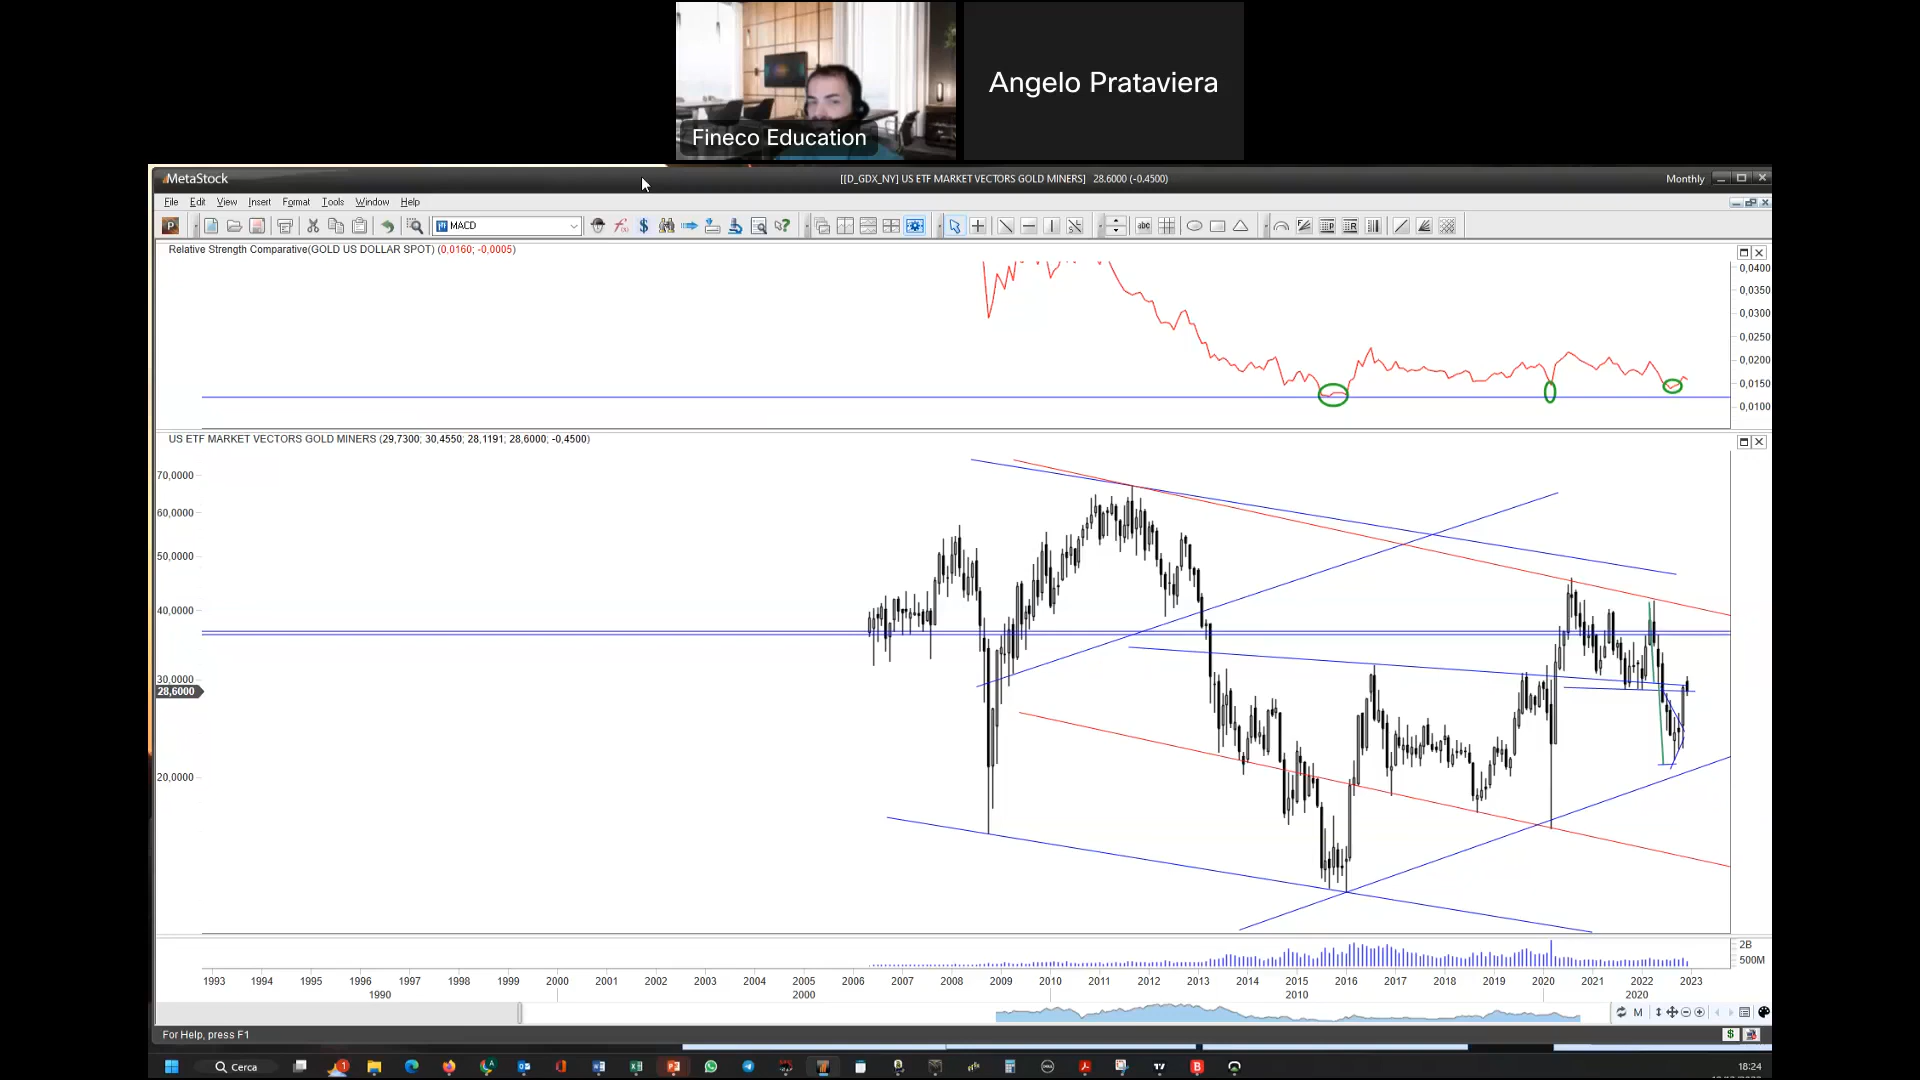 Fineco Education
Angelo Prataviera
MetaStock
[[D_GDX_NY] US ETF MARKET VECTORS GOLD MINERS] 28.6000 (-0.4500)
Monthly
File Edit View Insert Format Tools Window Help
MACD
Relative Strength Comparative(GOLD US DOLLAR SPOT) (0,0160; -0,0005)
0,0400
0,0350
0,0300
0,0250
0,0200
0,0150
0,0100
US ETF MARKET VECTORS GOLD MINERS (29,7300; 30,4550; 28,1191; 28,6000; -0,4500)
70,0000
60,0000
50,0000
40,0000
30,0000
28,6000
20,0000
2B
500M
1993 1994 1995 1996 1997 1998 1999 2000 2001 2002 2003 2004 2005 2006 2007 2008 2009 2010 2011 2012 2013 2014 2015 2016 2017 2018 2019 2020 2021 2022 2023
1990 2000 2010 2020
M
For Help, press F1
Cerca
18:24